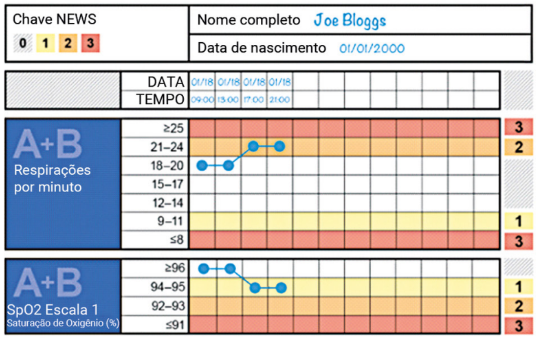 Chave NEWS
0 1 2 3
Nome completo Joe Bloggs
Data de nascimento 01/01/2000
DATA 01/18 01/18 01/18 01/18
TEMPO 09:00 13:00 17:00 21:00
A+B
Respirações
por minuto
≥25 3
21–24 2
18–20
15–17
12–14
9–11 1
≤8 3
A+B
SpO2 Escala 1
Saturação de Oxigênio (%)
≥96
94–95 1
92–93 2
≤91 3